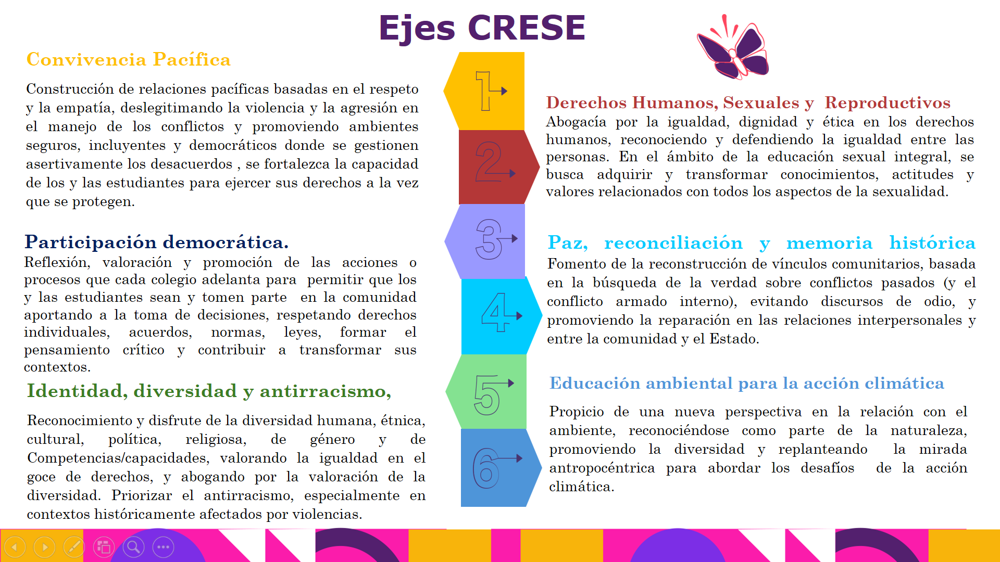 Ejes CRESE
Convivencia Pacífica
Construcción de relaciones pacíficas basadas en el respeto
y la empatía, deslegitimando la violencia y la agresión en
el manejo de los conflictos y promoviendo ambientes
seguros, incluyentes y democráticos donde se gestionen
asertivamente los desacuerdos , se fortalezca la capacidad
de los y las estudiantes para ejercer sus derechos a la vez
que se protegen.
1
Derechos Humanos, Sexuales y  Reproductivos
Abogacía por la igualdad, dignidad y ética en los derechos
humanos, reconociendo y defendiendo la igualdad entre las
personas. En el ámbito de la educación sexual integral, se
busca adquirir y transformar conocimientos, actitudes y
valores relacionados con todos los aspectos de la sexualidad.
2
Participación democrática.
Reflexión, valoración y promoción de las acciones o
procesos que cada colegio adelanta para  permitir que los
y las estudiantes sean y tomen parte  en la comunidad
aportando a la toma de decisiones, respetando derechos
individuales, acuerdos, normas, leyes, formar el
pensamiento crítico y contribuir a transformar sus
contextos.
3
Paz, reconciliación y memoria histórica
Fomento de la reconstrucción de vínculos comunitarios, basada
en la búsqueda de la verdad sobre conflictos pasados (y el
conflicto armado interno), evitando discursos de odio, y
promoviendo la reparación en las relaciones interpersonales y
entre la comunidad y el Estado.
4
Identidad, diversidad y antirracismo,
Reconocimiento y disfrute de la diversidad humana, étnica,
cultural, política, religiosa, de género y de
Competencias/capacidades, valorando la igualdad en el
goce de derechos, y abogando por la valoración de la
diversidad. Priorizar el antirracismo, especialmente en
contextos históricamente afectados por violencias.
5
Educación ambiental para la acción climática
Propicio de una nueva perspectiva en la relación con el
ambiente, reconociéndose como parte de la naturaleza,
promoviendo la diversidad y replanteando  la mirada
antropocéntrica para abordar los desafíos  de la acción
climática.
6